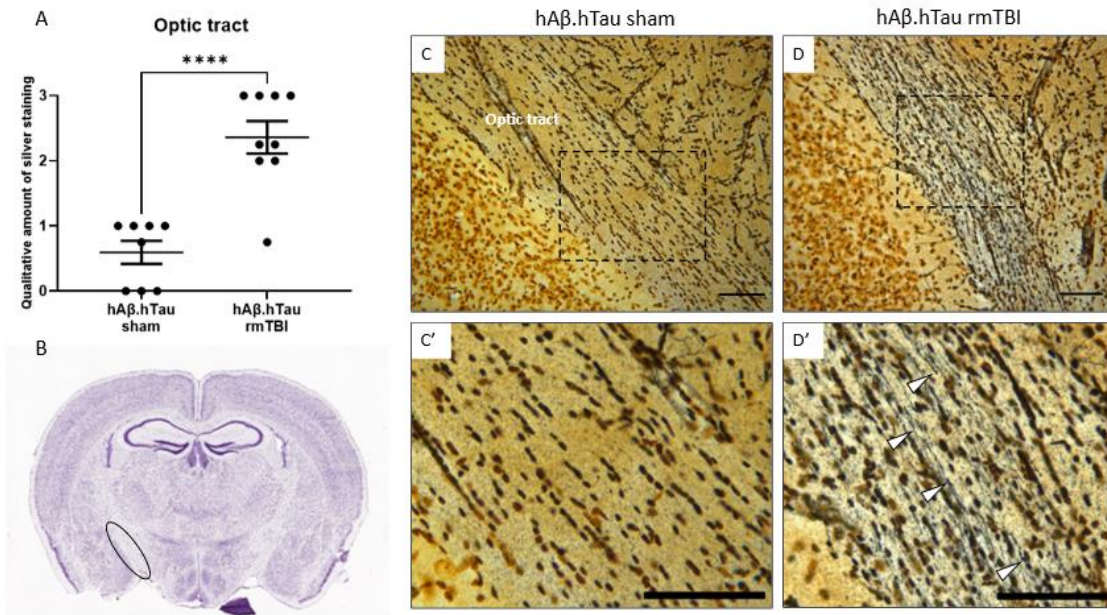 A
Optic tract
****
Qualitative amount of silver staining
3
2
1
0
hAβ.hTau
sham
hAβ.hTau
rmTBI
B
hAβ.hTau sham
C
Optic tract
C’
hAβ.hTau rmTBI
D
D’